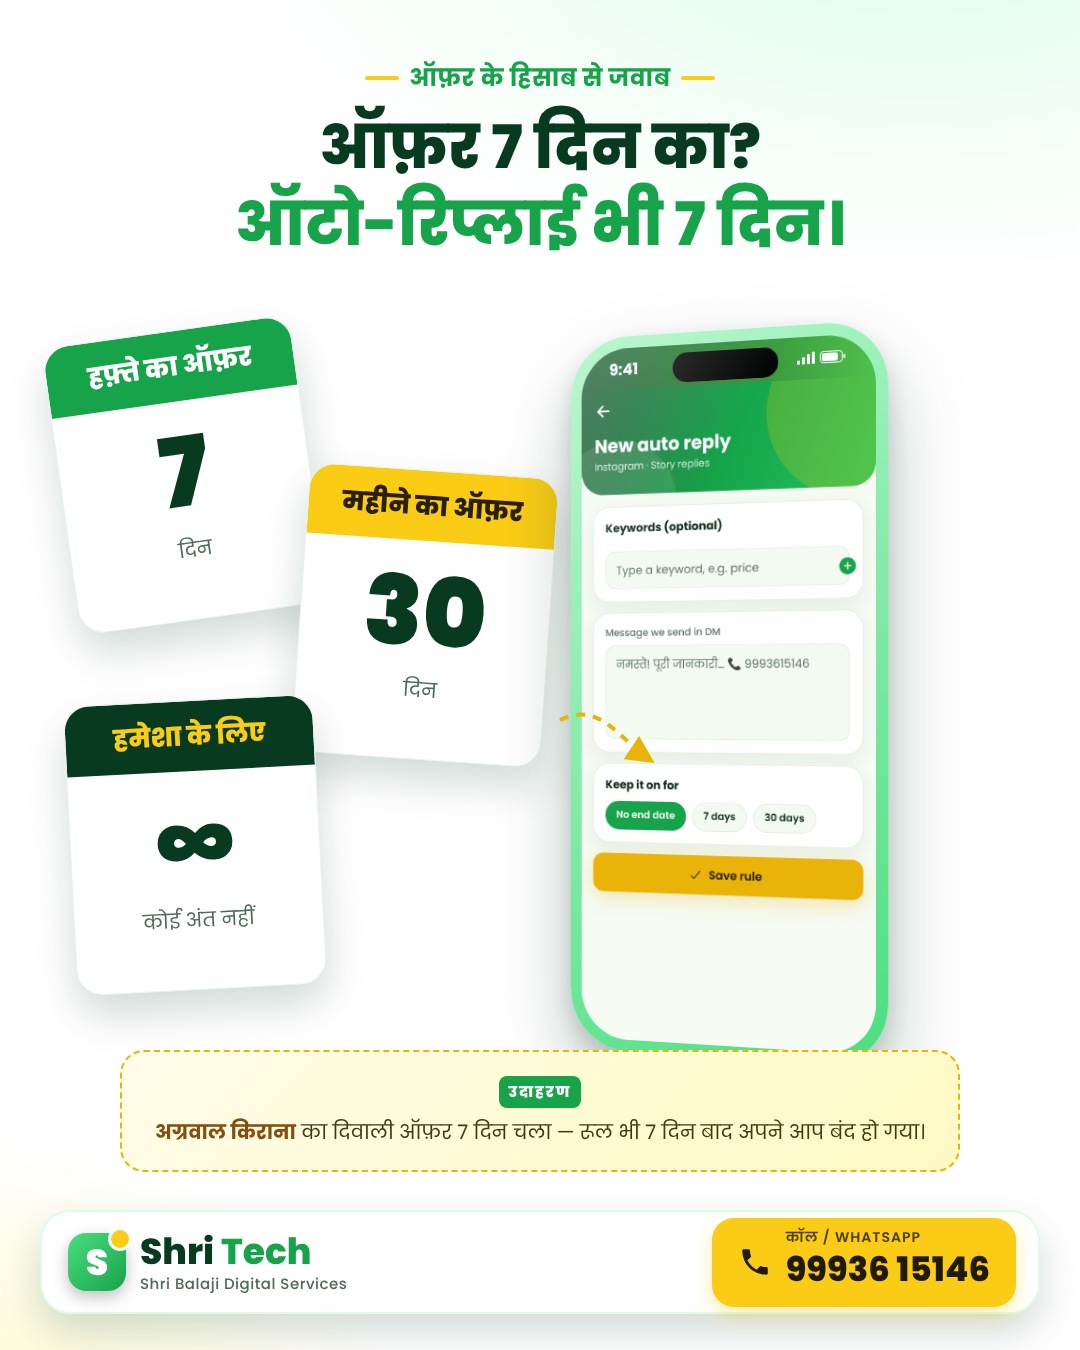 ऑफ़र के हिसाब से जवाब
ऑफ़र 7 दिन का?
ऑटो-रिप्लाई भी 7 दिन।
हफ़्ते का ऑफ़र
7
दिन
महीने का ऑफ़र
30
दिन
हमेशा के लिए
∞
कोई अंत नहीं
9:41
New auto reply
Instagram · Story replies
Keywords (optional)
Type a keyword, e.g. price
Message we send in DM
नमस्ते! पूरी जानकारी... 📞 9993615146
Keep it on for
No end date 7 days 30 days
✓ Save rule
उदाहरण
अग्रवाल किराना का दिवाली ऑफ़र 7 दिन चला — रूल भी 7 दिन बाद अपने आप बंद हो गया।
S
Shri Tech
Shri Balaji Digital Services
कॉल / WHATSAPP
99936 15146